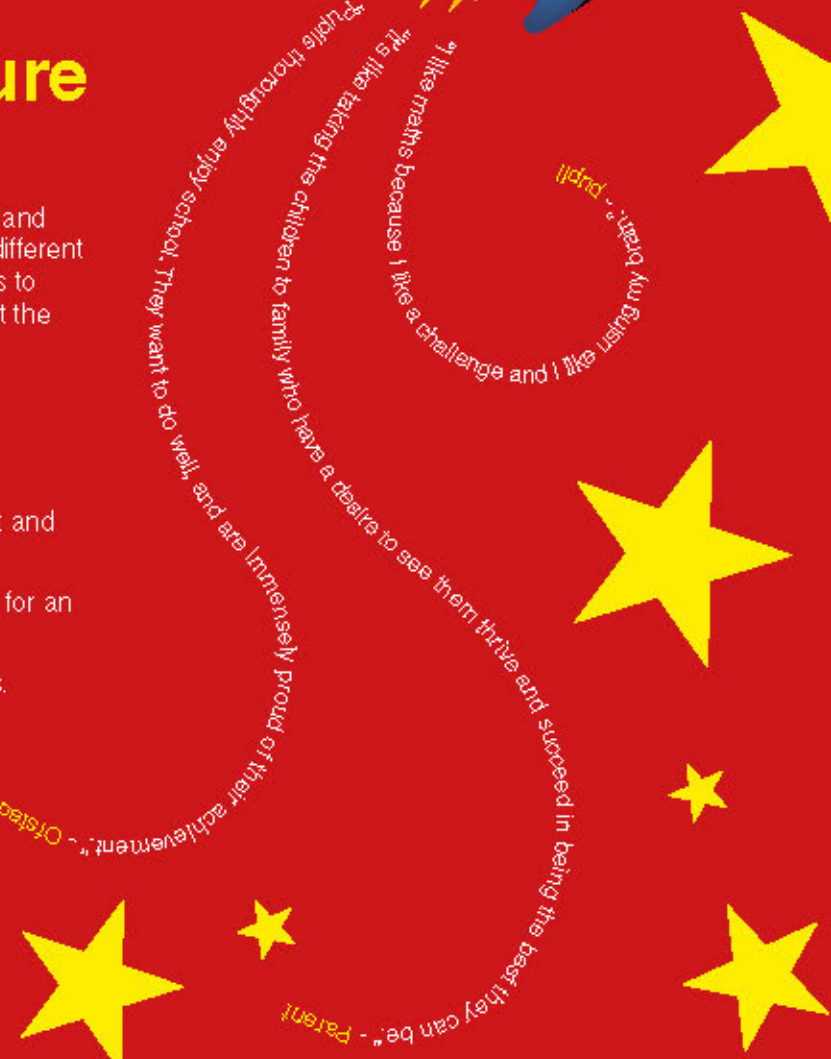 ure
and
different
s to
t the
t and
for an
s.
"Pupils thoroughly enjoy school. They want to do well, and are immensely proud of their achievement." - Ofsted
"It's like taking the children to family who have a desire to see them thrive and succeed in being the best they can be." - Parent
"I like maths because I like a challenge and I like using my brain." - pupil